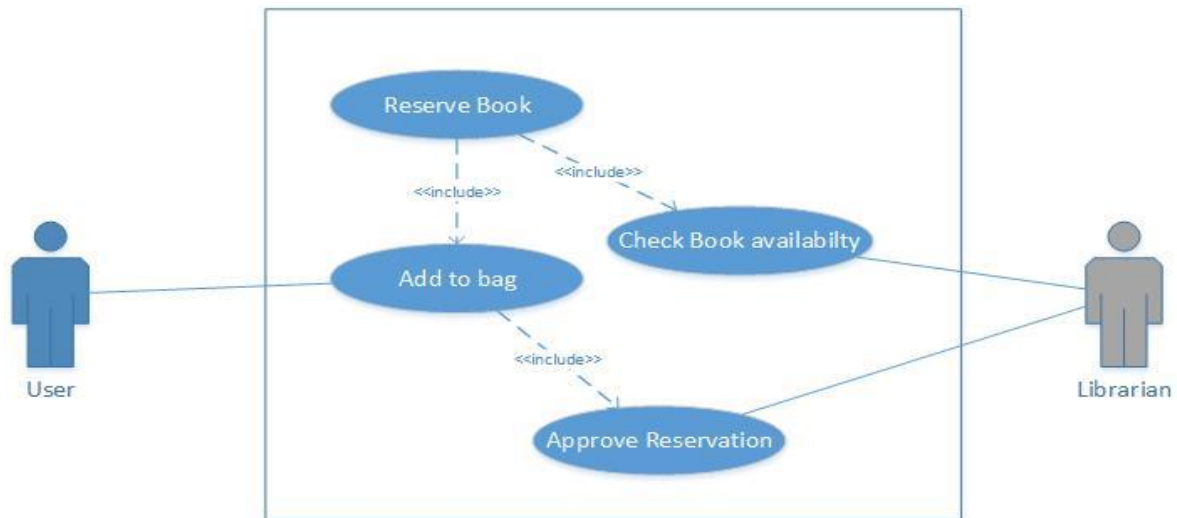 Reserve Book
<<include>>
<<include>>
Check Book availabilty
Add to bag
<<include>>
User
Librarian
Approve Reservation